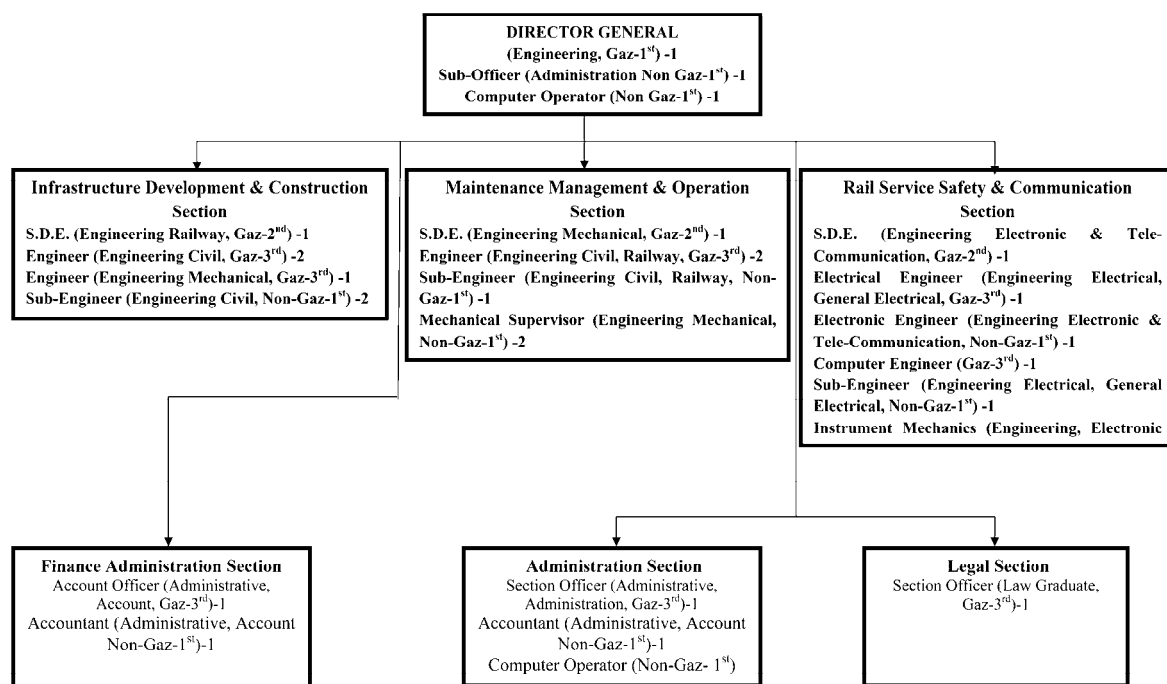 DIRECTOR GENERAL
(Engineering, Gaz-1st) -1
Sub-Officer (Administration Non Gaz-1st) -1
Computer Operator (Non Gaz-1st) -1
Infrastructure Development & Construction
Section
S.D.E. (Engineering Railway, Gaz-2nd) -1
Engineer (Engineering Civil, Gaz-3rd) -2
Engineer (Engineering Mechanical, Gaz-3rd) -1
Sub-Engineer (Engineering Civil, Non-Gaz-1st) -2
Maintenance Management & Operation
Section
S.D.E. (Engineering Mechanical, Gaz-2nd) -1
Engineer (Engineering Civil, Railway, Gaz-3rd) -2
Sub-Engineer (Engineering Civil, Railway, Non-
Gaz-1st) -1
Mechanical Supervisor (Engineering Mechanical,
Non-Gaz-1st) -2
Rail Service Safety & Communication
Section
S.D.E. (Engineering Electronic & Tele-
Communication, Gaz-2nd) -1
Electrical Engineer (Engineering Electrical,
General Electrical, Gaz-3rd) -1
Electronic Engineer (Engineering Electronic &
Tele-Communication, Non-Gaz-1st) -1
Computer Engineer (Gaz-3rd) -1
Sub-Engineer (Engineering Electrical, General
Electrical, Non-Gaz-1st) -1
Instrument Mechanics (Engineering, Electronic
Finance Administration Section
Account Officer (Administrative,
Account, Gaz-3rd)-1
Accountant (Administrative, Account
Non-Gaz-1st)-1
Administration Section
Section Officer (Administrative,
Administration, Gaz-3rd)-1
Accountant (Administrative, Account
Non-Gaz-1st)-1
Computer Operator (Non-Gaz- 1st)
Legal Section
Section Officer (Law Graduate,
Gaz-3rd)-1